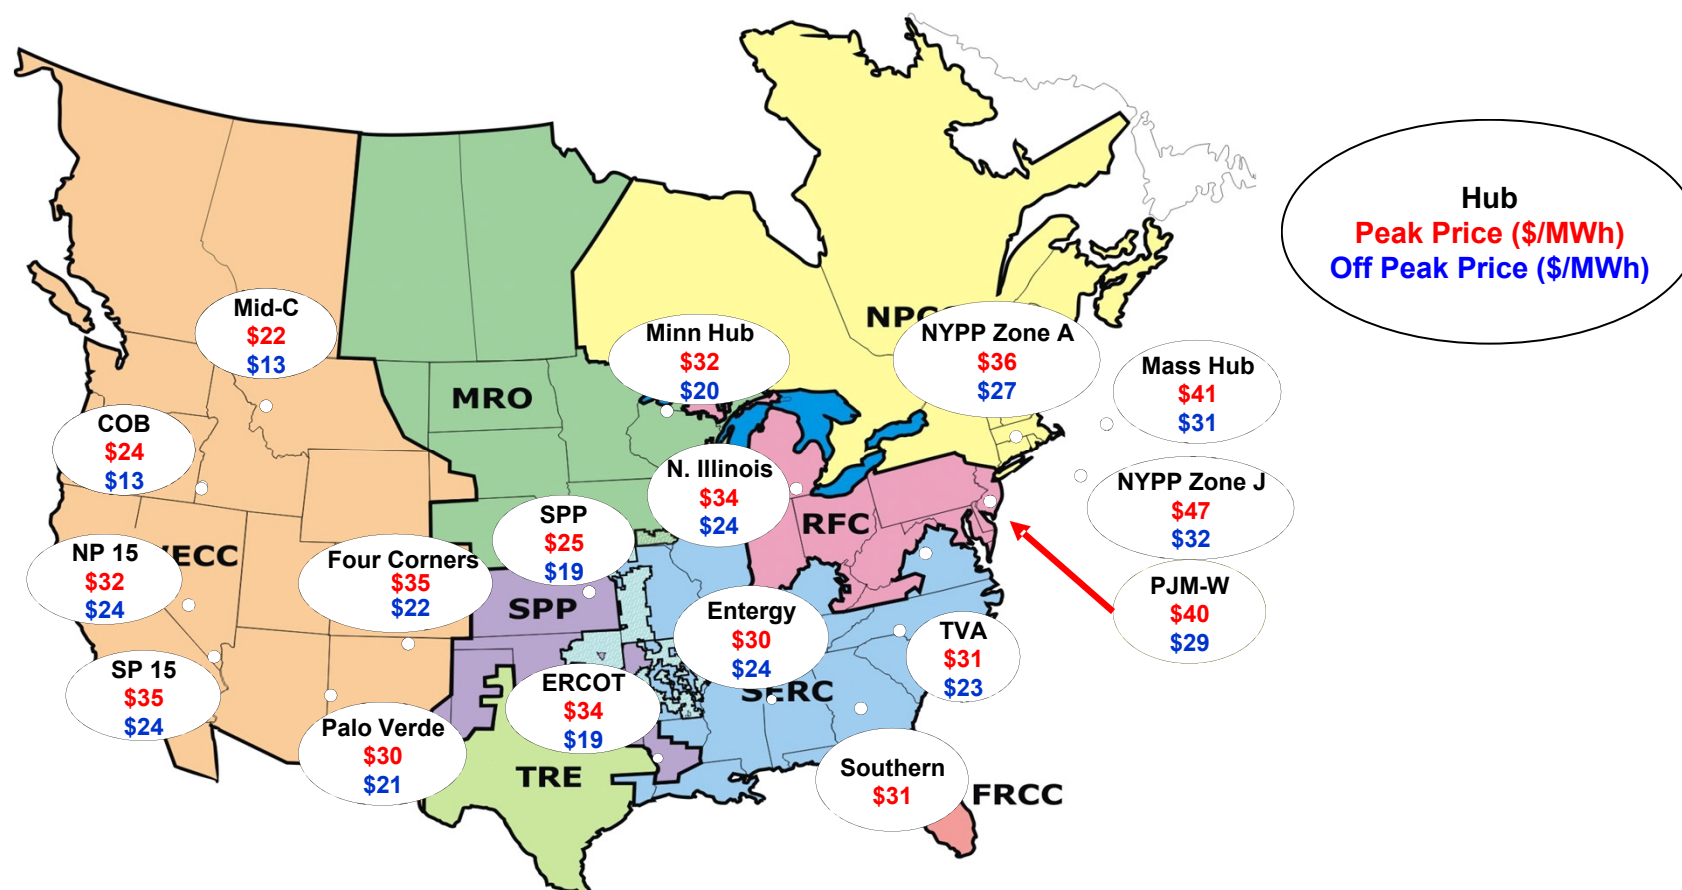 Hub
Peak Price ($/MWh)
Off Peak Price ($/MWh)
Mid-C
$22
$13
COB
$24
$13
NP 15
$32
$24
SP 15
$35
$24
Four Corners
$35
$22
Palo Verde
$30
$21
MRO
Minn Hub
$32
$20
N. Illinois
$34
$24
SPP
$25
$19
SPP
ERCOT
$34
$19
TRE
Entergy
$30
$24
SERC
TVA
$31
$23
Southern
$31
FRCC
RFC
NYPP Zone A
$36
$27
Mass Hub
$41
$31
NYPP Zone J
$47
$32
PJM-W
$40
$29